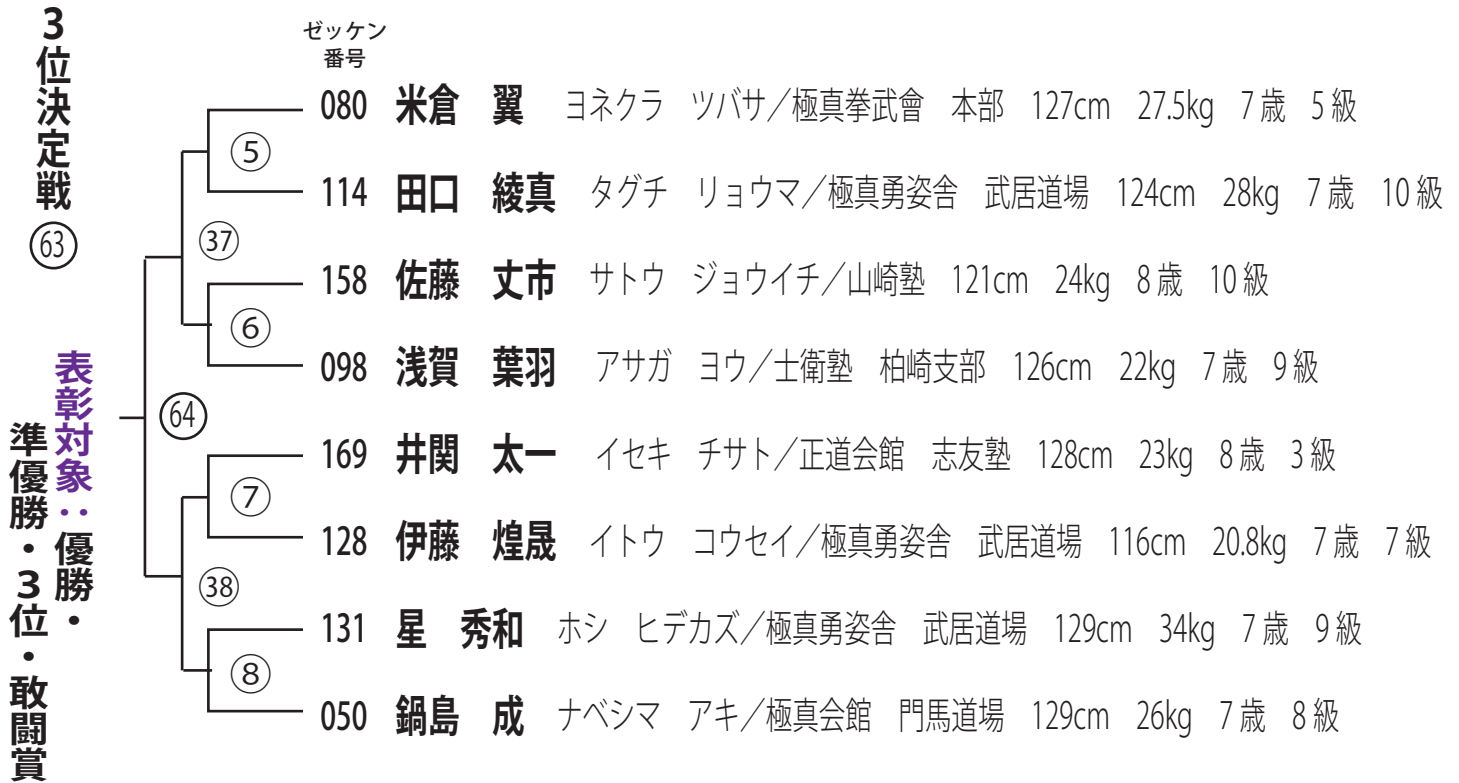 3位決定戦
63
表彰対象：優勝・
準優勝・3位・敢闘賞
ゼッケン
番号
080 米倉 翼 ヨネクラ ツバサ／極真拳武會 本部 127cm 27.5kg 7歳 5級
5
114 田口 綾真 タグチ リョウマ／極真勇姿舎 武居道場 124cm 28kg 7歳 10級
37
158 佐藤 丈市 サトウ ジョウイチ／山崎塾 121cm 24kg 8歳 10級
6
098 浅賀 葉羽 アサガ ヨウ／士衛塾 柏崎支部 126cm 22kg 7歳 9級
64
169 井関 太一 イセキ チサト／正道会館 志友塾 128cm 23kg 8歳 3級
7
128 伊藤 煌晟 イトウ コウセイ／極真勇姿舎 武居道場 116cm 20.8kg 7歳 7級
38
131 星 秀和 ホシ ヒデカズ／極真勇姿舎 武居道場 129cm 34kg 7歳 9級
8
050 鍋島 成 ナベシマ アキ／極真会館 門馬道場 129cm 26kg 7歳 8級